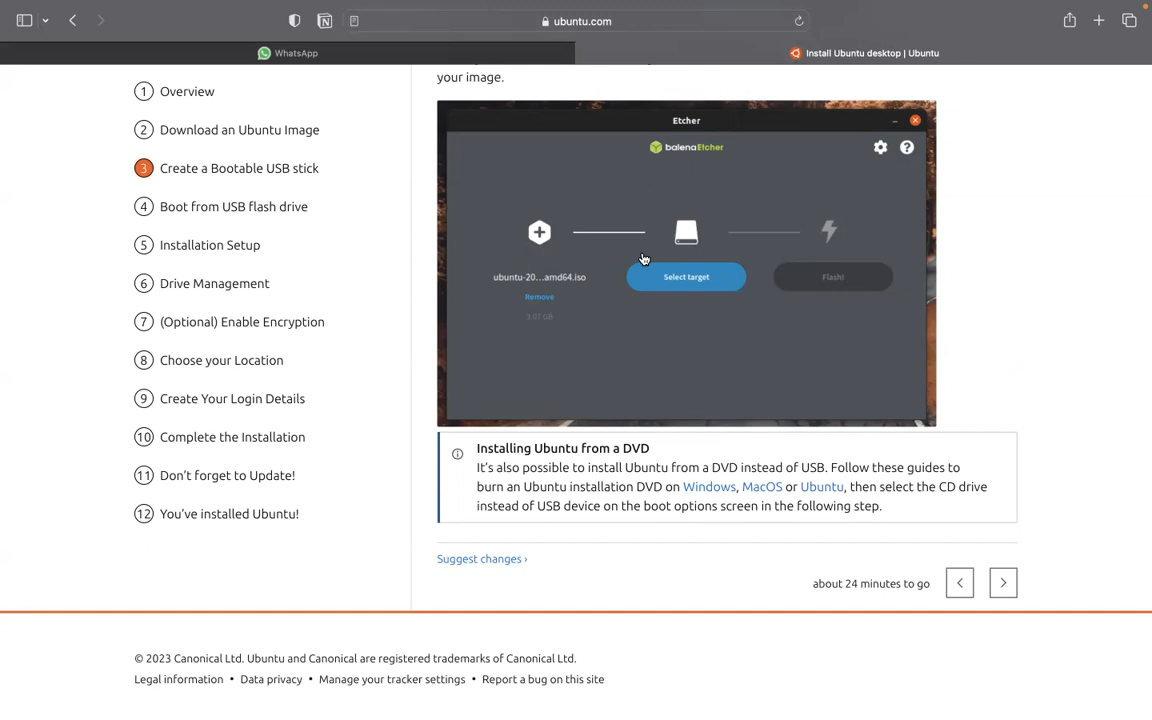 ubuntu.com
WhatsApp
Install Ubuntu desktop | Ubuntu
1 Overview
2 Download an Ubuntu Image
3 Create a Bootable USB stick
4 Boot from USB flash drive
5 Installation Setup
6 Drive Management
7 (Optional) Enable Encryption
8 Choose your Location
9 Create Your Login Details
10 Complete the Installation
11 Don't forget to Update!
12 You've installed Ubuntu!
your image.
Etcher
balenaEtcher
ubuntu-20...amd64.iso
Remove
3.07 GB
Select target
Flash!
Installing Ubuntu from a DVD
It's also possible to install Ubuntu from a DVD instead of USB. Follow these guides to
burn an Ubuntu installation DVD on Windows, MacOS or Ubuntu, then select the CD drive
instead of USB device on the boot options screen in the following step.
Suggest changes ›
about 24 minutes to go
© 2023 Canonical Ltd. Ubuntu and Canonical are registered trademarks of Canonical Ltd.
Legal information • Data privacy • Manage your tracker settings • Report a bug on this site